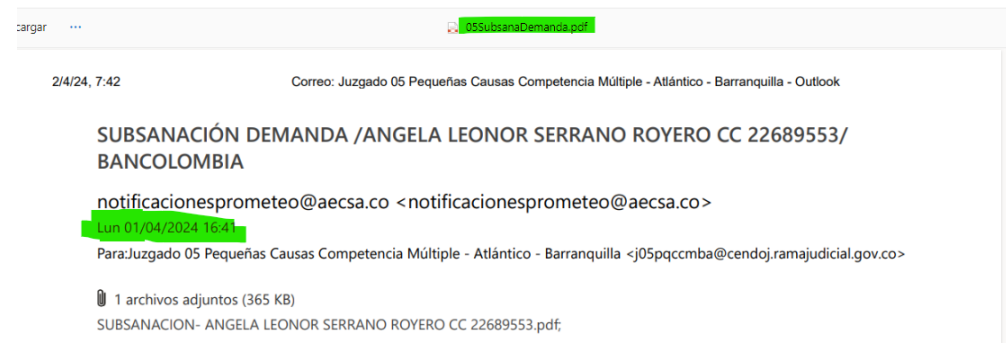 cargar ...
05SubsanaDemanda.pdf
2/4/24, 7:42 Correo: Juzgado 05 Pequeñas Causas Competencia Múltiple - Atlántico - Barranquilla - Outlook
SUBSANACIÓN DEMANDA /ANGELA LEONOR SERRANO ROYERO CC 22689553/
BANCOLOMBIA
notificacionesprometeo@aecsa.co <notificacionesprometeo@aecsa.co>
Lun 01/04/2024 16:41
Para:Juzgado 05 Pequeñas Causas Competencia Múltiple - Atlántico - Barranquilla <j05pqccmba@cendoj.ramajudicial.gov.co>
1 archivos adjuntos (365 KB)
SUBSANACION- ANGELA LEONOR SERRANO ROYERO CC 22689553.pdf;